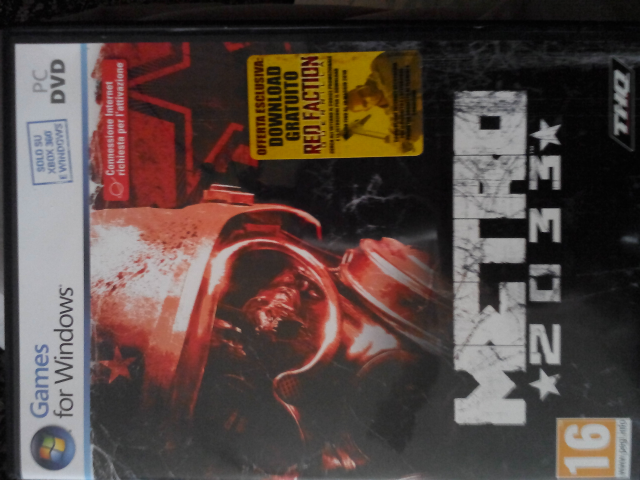 Games
for Windows
SOLO SU
XBOX 360
E WINDOWS
PC
DVD
Connessione Internet
richiesta per l'attivazione
OFFERTA ESCLUSIVA:
DOWNLOAD
GRATUITO
RED FACTION
GUERRILLA
METRO
2033
THQ
16
www.pegi.info